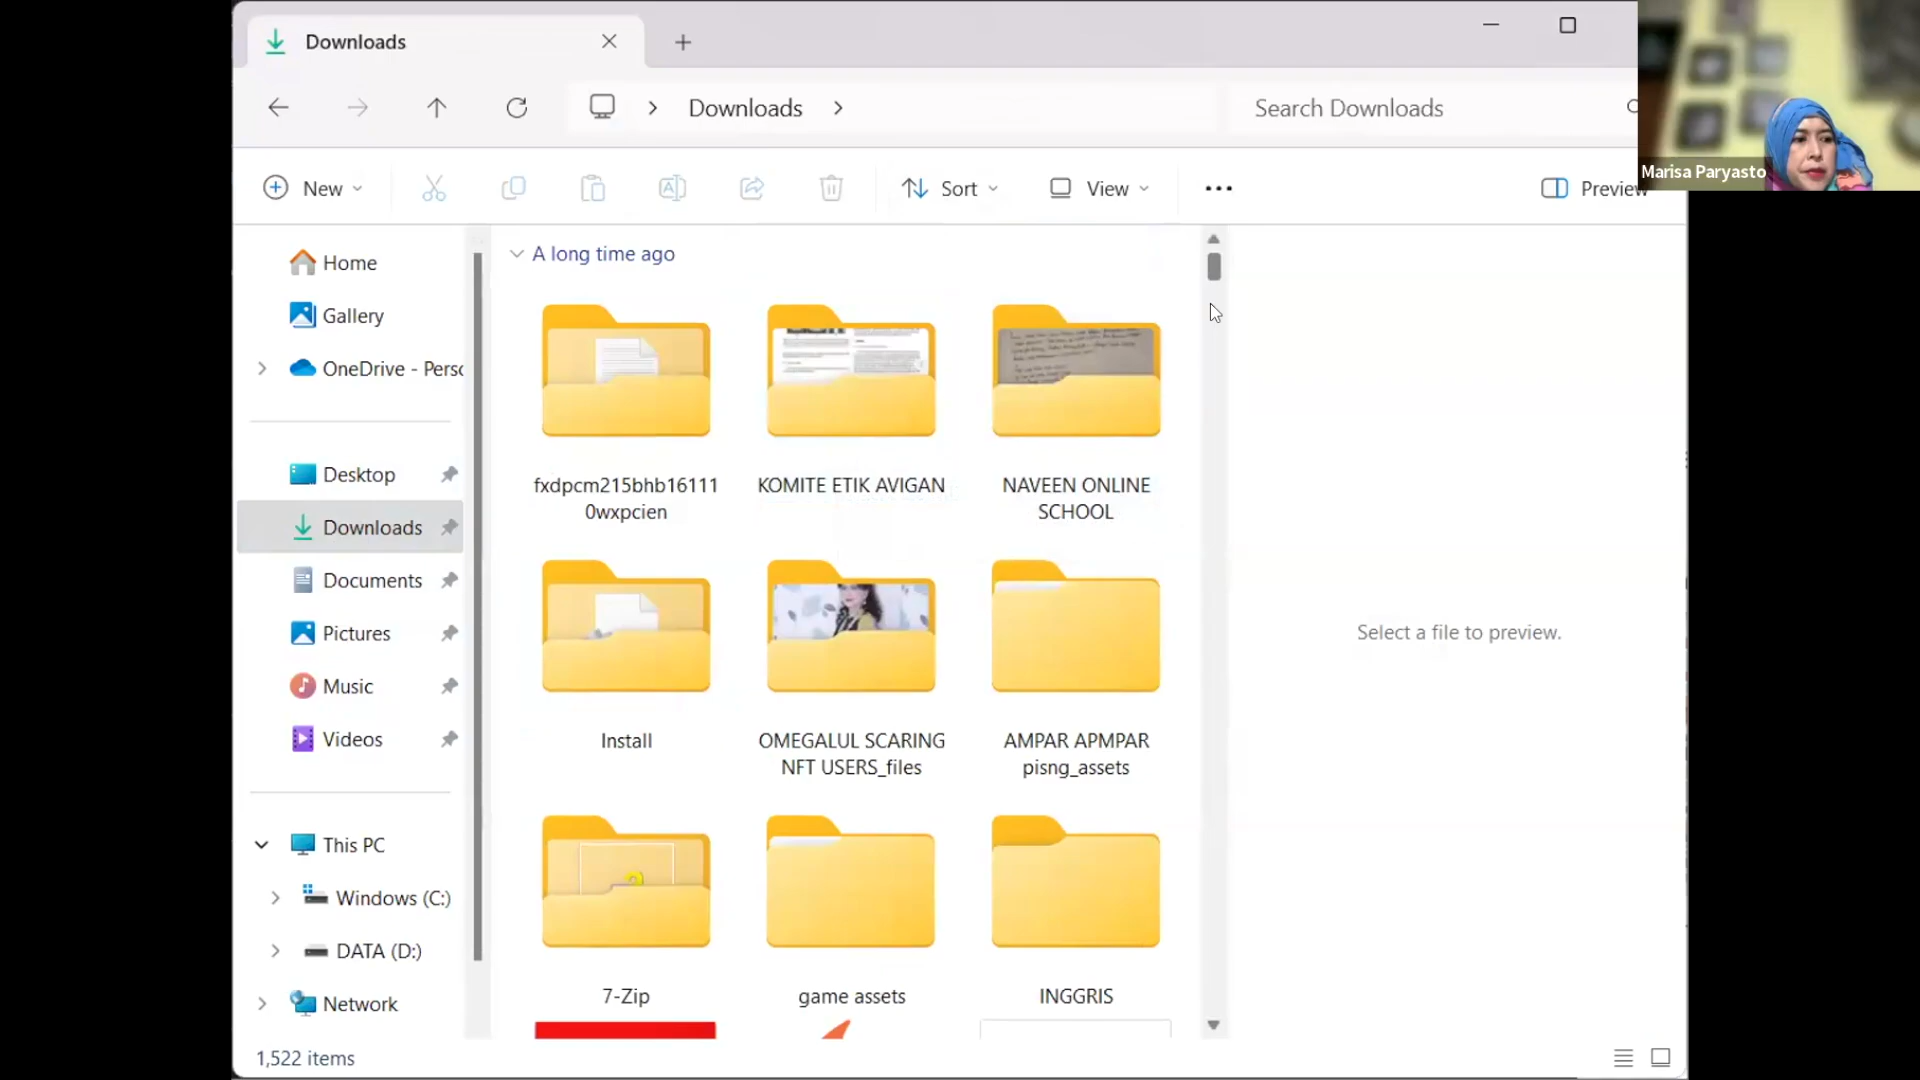 Downloads
Downloads
Search Downloads
Marisa Paryasto
New
Sort
View
Preview
Home
Gallery
OneDrive - Perso
Desktop
Downloads
Documents
Pictures
Music
Videos
This PC
Windows (C:)
DATA (D:)
Network
A long time ago
fxdpcm215bhb16111
0wxpcien
KOMITE ETIK AVIGAN
NAVEEN ONLINE
SCHOOL
Install
OMEGALUL SCARING
NFT USERS_files
AMPAR APMPAR
pisng_assets
7-Zip
game assets
INGGRIS
Select a file to preview.
1,522 items